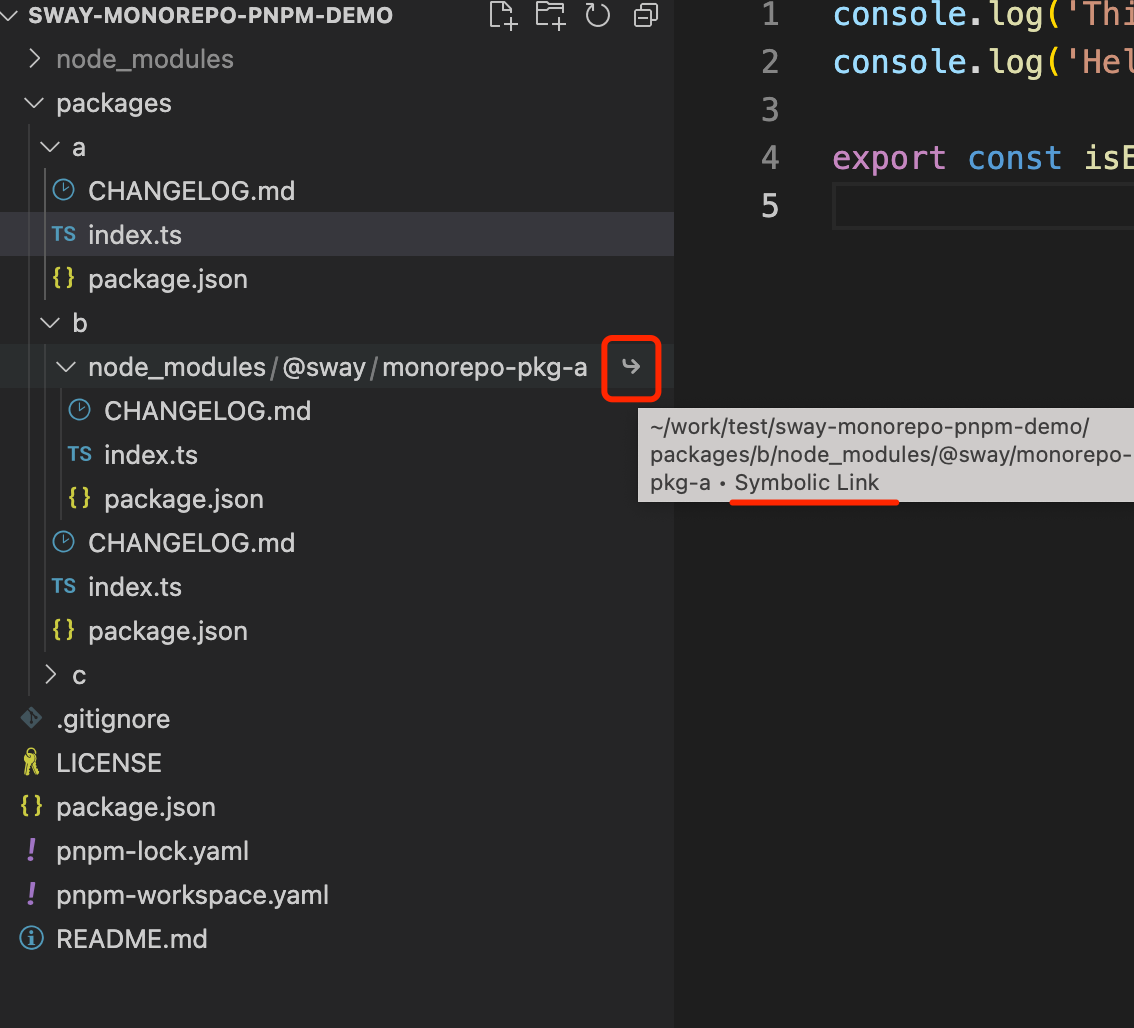 SWAY-MONOREPO-PNPM-DEMO
node_modules
packages
a
CHANGELOG.md
TS index.ts
{} package.json
b
node_modules/@sway/monorepo-pkg-a
CHANGELOG.md
TS index.ts
{} package.json
CHANGELOG.md
TS index.ts
{} package.json
c
.gitignore
LICENSE
{} package.json
! pnpm-lock.yaml
! pnpm-workspace.yaml
README.md
1 console.log('Thi
2 console.log('Hel
3
4 export const isE
5
~/work/test/sway-monorepo-pnpm-demo/
packages/b/node_modules/@sway/monorepo-
pkg-a • Symbolic Link